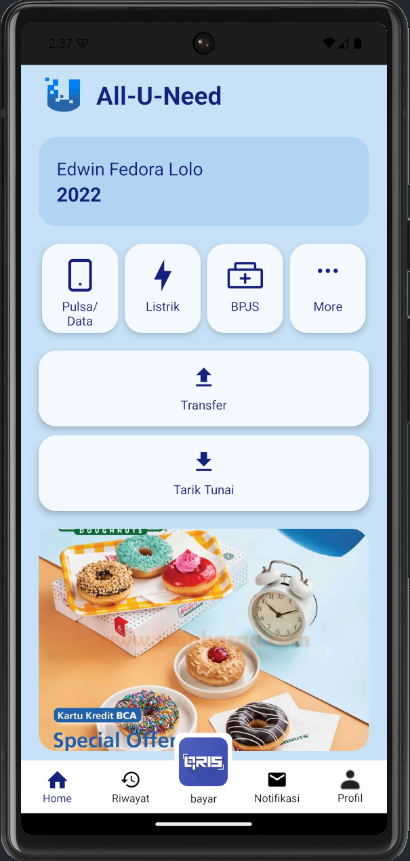 2:37
All-U-Need
Edwin Fedora Lolo
2022
Pulsa/
Data
Listrik
BPJS
More
Transfer
Tarik Tunai
DOUGHNUTS
Kartu Kredit BCA
Special Offer
QRIS
Home
Riwayat
bayar
Notifikasi
Profil